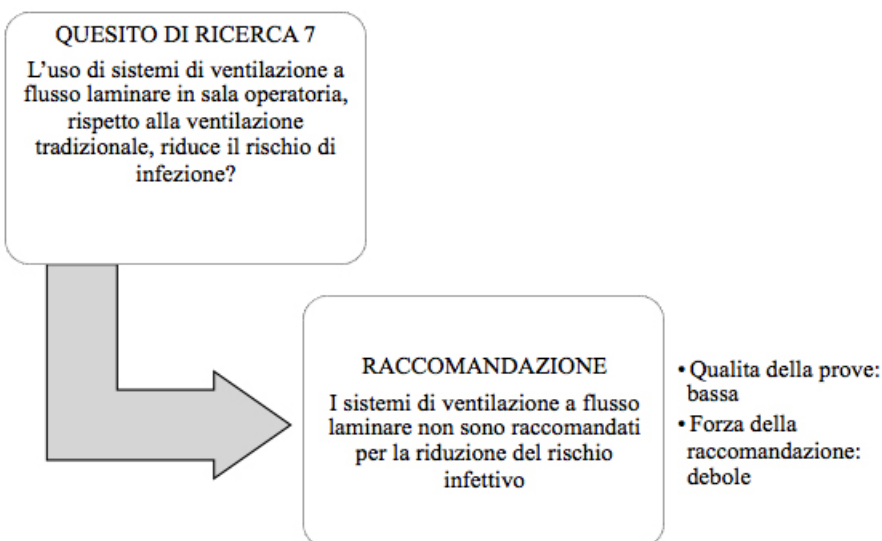 QUESITO DI RICERCA 7
L’uso di sistemi di ventilazione a
flusso laminare in sala operatoria,
rispetto alla ventilazione
tradizionale, riduce il rischio di
infezione?
RACCOMANDAZIONE
I sistemi di ventilazione a flusso
laminare non sono raccomandati
per la riduzione del rischio
infettivo
• Qualita della prove:
bassa
• Forza della
raccomandazione:
debole